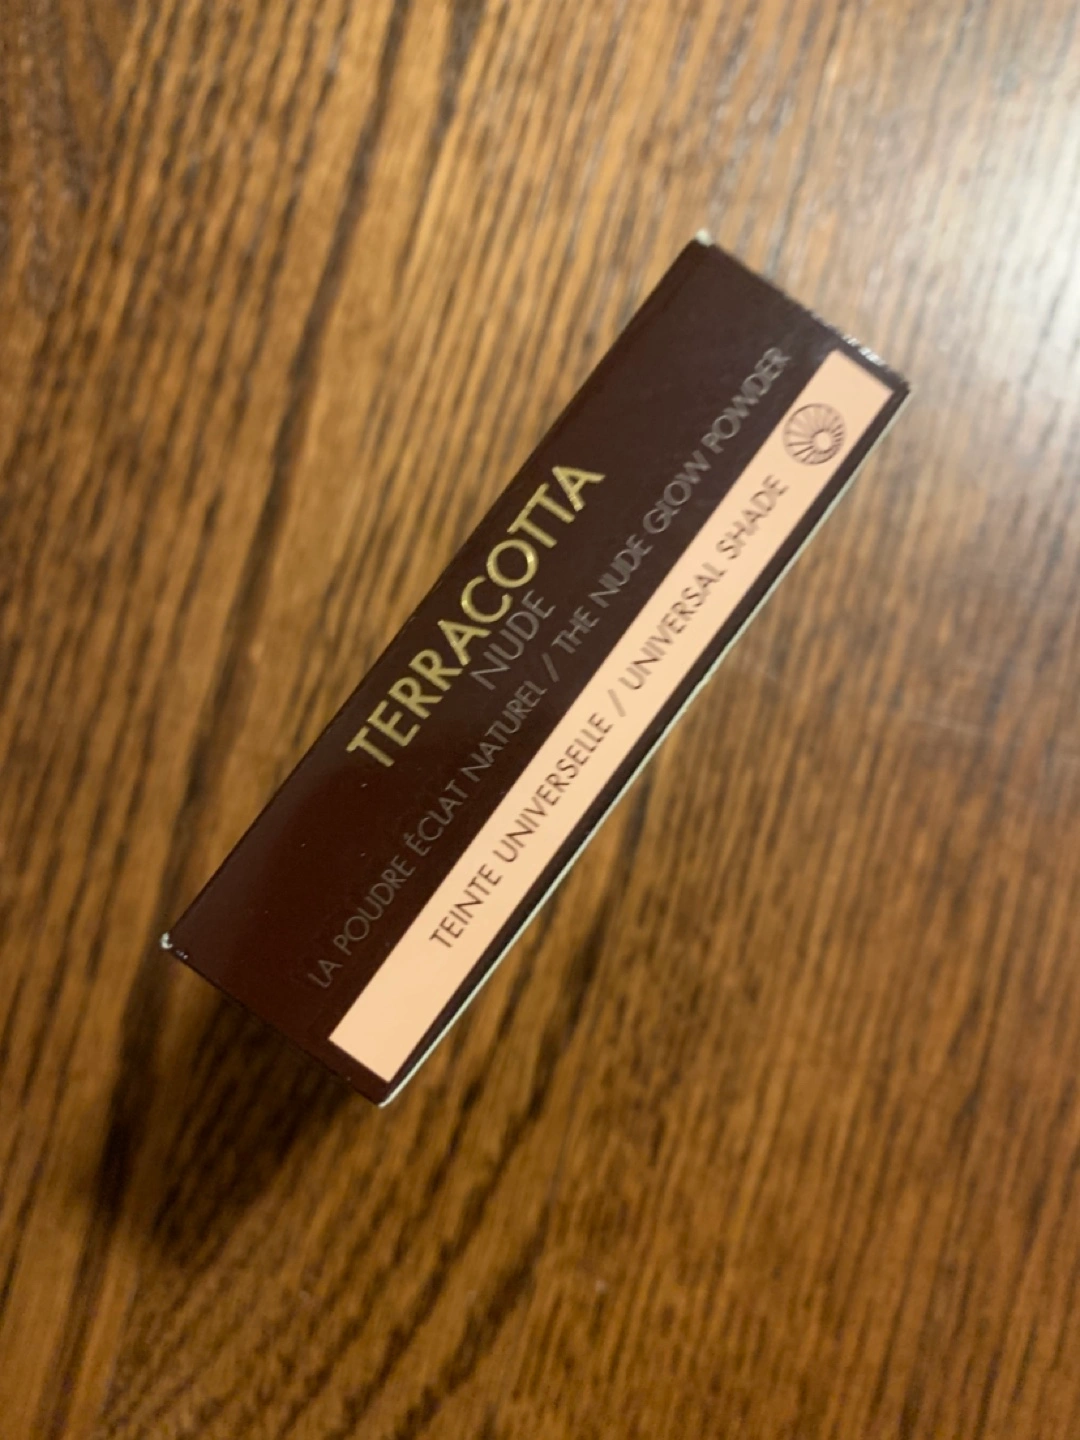 TERRACOTTA
NUDE
LA POUDRE ÉCLAT NATUREL / THE NUDE GLOW POWDER
TEINTE UNIVERSELLE / UNIVERSAL SHADE